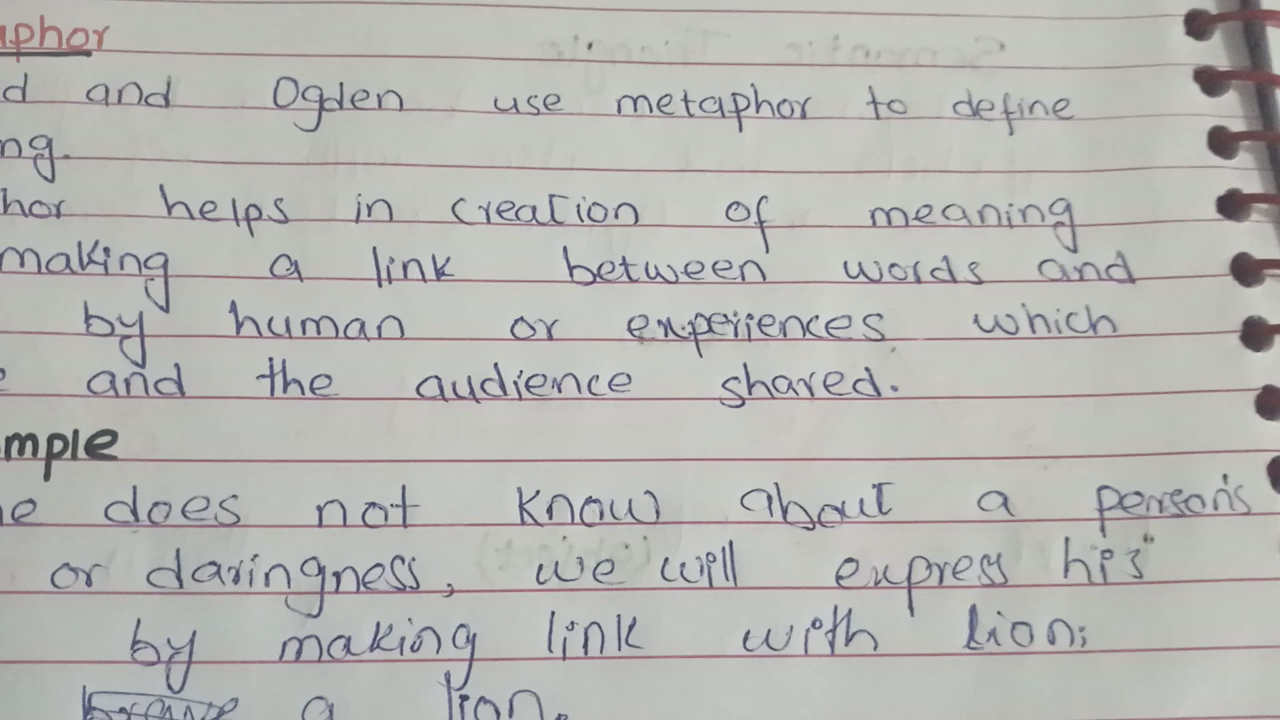 aphor
d and Ogden use metaphor to define
ng.
hor helps in creation of meaning
making a link between words and
by human or experiences which
e and the audience shared.
mple
e does not know about a person's
or daringness, we will express his
by making link with lion;
a lion.